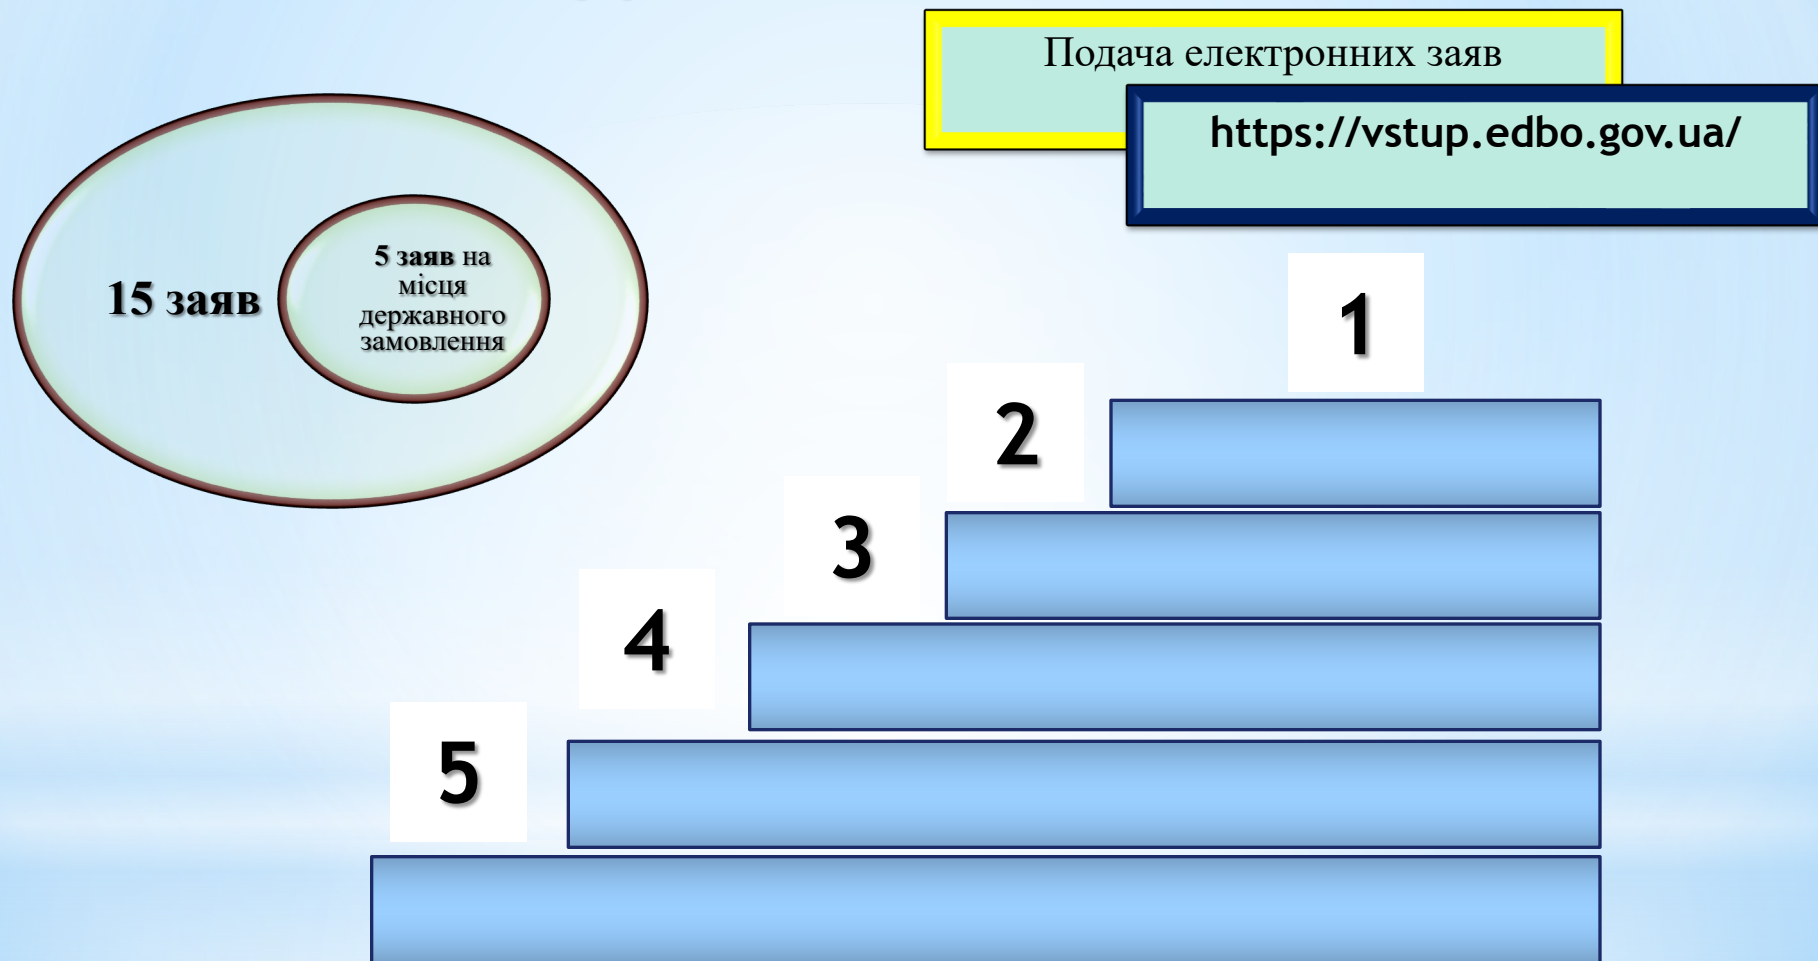 Подача електронних заяв
https://vstup.edbo.gov.ua/
15 заяв
5 заяв на
місця
державного
замовлення
1
2
3
4
5